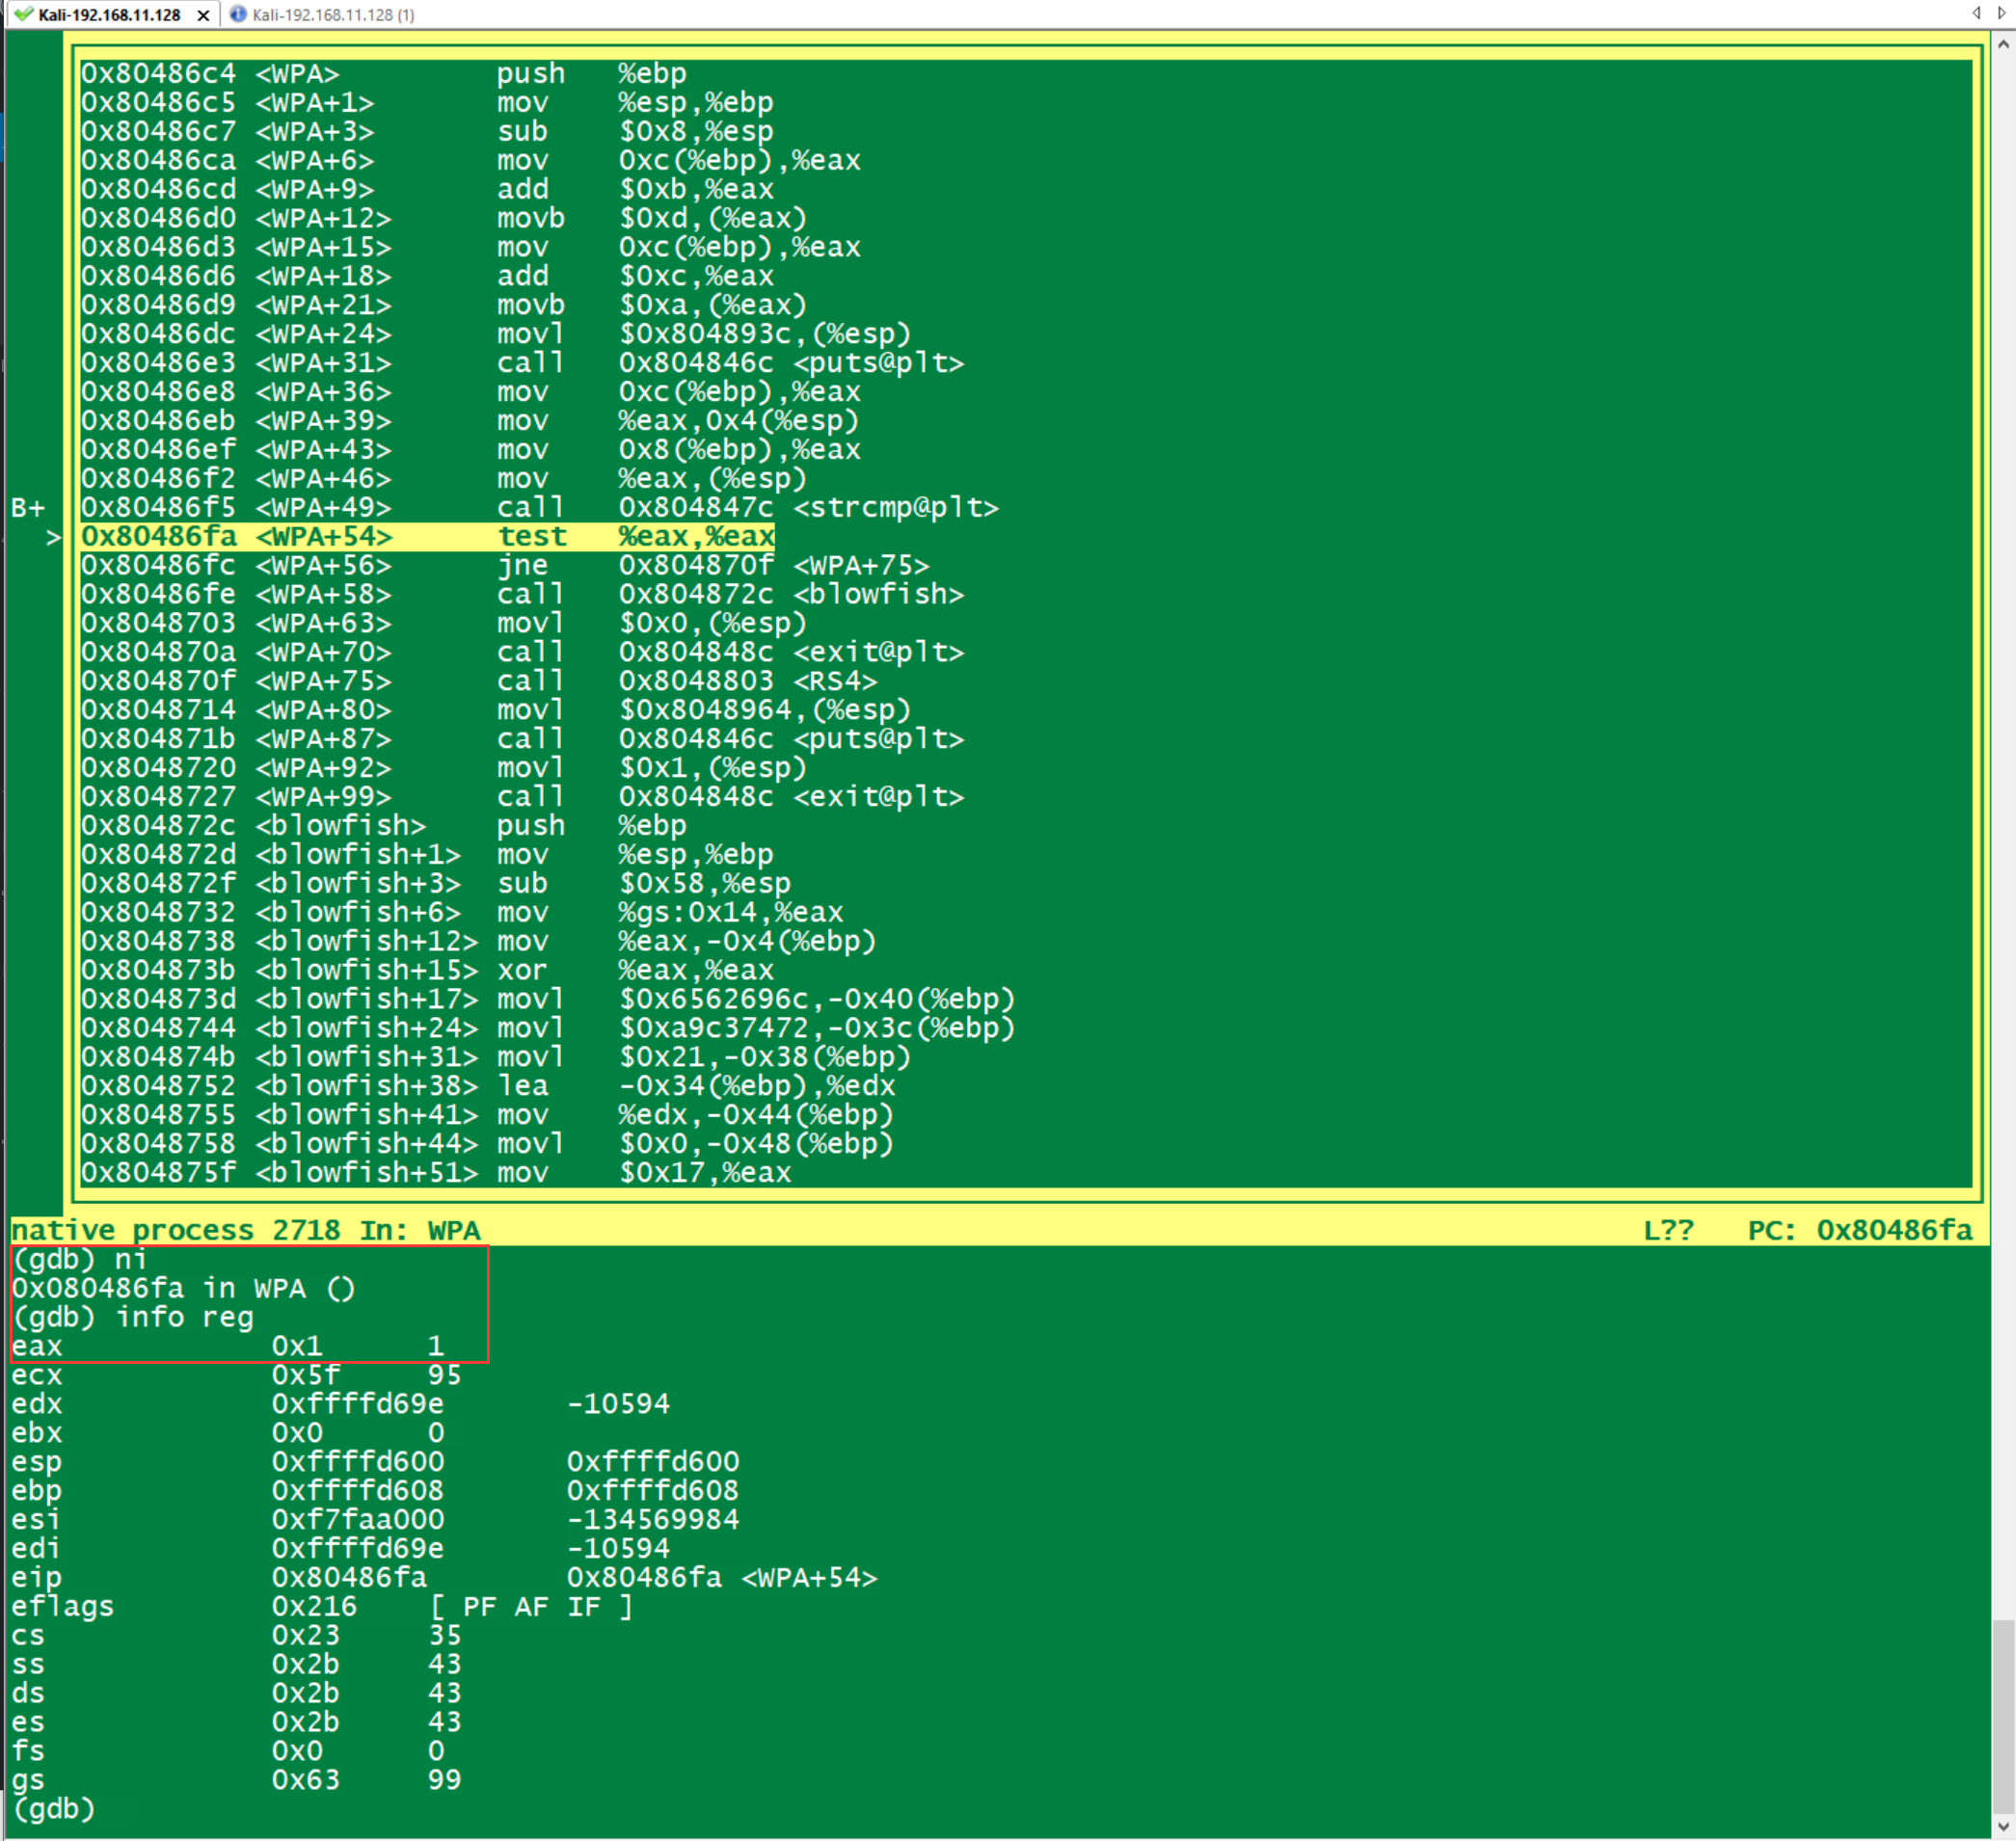 Kali-192.168.11.128 × Kali-192.168.11.128 (1)
0x80486c4 <WPA> push %ebp
0x80486c5 <WPA+1> mov %esp,%ebp
0x80486c7 <WPA+3> sub $0x8,%esp
0x80486ca <WPA+6> mov 0xc(%ebp),%eax
0x80486cd <WPA+9> add $0xb,%eax
0x80486d0 <WPA+12> movb $0xd,(%eax)
0x80486d3 <WPA+15> mov 0xc(%ebp),%eax
0x80486d6 <WPA+18> add $0xc,%eax
0x80486d9 <WPA+21> movb $0xa,(%eax)
0x80486dc <WPA+24> movl $0x804893c,(%esp)
0x80486e3 <WPA+31> call 0x804846c <puts@plt>
0x80486e8 <WPA+36> mov 0xc(%ebp),%eax
0x80486eb <WPA+39> mov %eax,0x4(%esp)
0x80486ef <WPA+43> mov 0x8(%ebp),%eax
0x80486f2 <WPA+46> mov %eax,(%esp)
B+ 0x80486f5 <WPA+49> call 0x804847c <strcmp@plt>
> 0x80486fa <WPA+54> test %eax,%eax
0x80486fc <WPA+56> jne 0x804870f <WPA+75>
0x80486fe <WPA+58> call 0x804872c <blowfish>
0x8048703 <WPA+63> movl $0x0,(%esp)
0x804870a <WPA+70> call 0x804848c <exit@plt>
0x804870f <WPA+75> call 0x8048803 <RS4>
0x8048714 <WPA+80> movl $0x8048964,(%esp)
0x804871b <WPA+87> call 0x804846c <puts@plt>
0x8048720 <WPA+92> movl $0x1,(%esp)
0x8048727 <WPA+99> call 0x804848c <exit@plt>
0x804872c <blowfish> push %ebp
0x804872d <blowfish+1> mov %esp,%ebp
0x804872f <blowfish+3> sub $0x58,%esp
0x8048732 <blowfish+6> mov %gs:0x14,%eax
0x8048738 <blowfish+12> mov %eax,-0x4(%ebp)
0x804873b <blowfish+15> xor %eax,%eax
0x804873d <blowfish+17> movl $0x6562696c,-0x40(%ebp)
0x8048744 <blowfish+24> movl $0xa9c37472,-0x3c(%ebp)
0x804874b <blowfish+31> movl $0x21,-0x38(%ebp)
0x8048752 <blowfish+38> lea -0x34(%ebp),%edx
0x8048755 <blowfish+41> mov %edx,-0x44(%ebp)
0x8048758 <blowfish+44> movl $0x0,-0x48(%ebp)
0x804875f <blowfish+51> mov $0x17,%eax
native process 2718 In: WPA L?? PC: 0x80486fa
(gdb) ni
0x080486fa in WPA ()
(gdb) info reg
eax 0x1 1
ecx 0x5f 95
edx 0xffffd69e -10594
ebx 0x0 0
esp 0xffffd600 0xffffd600
ebp 0xffffd608 0xffffd608
esi 0xf7faa000 -134569984
edi 0xffffd69e -10594
eip 0x80486fa 0x80486fa <WPA+54>
eflags 0x216 [ PF AF IF ]
cs 0x23 35
ss 0x2b 43
ds 0x2b 43
es 0x2b 43
fs 0x0 0
gs 0x63 99
(gdb)